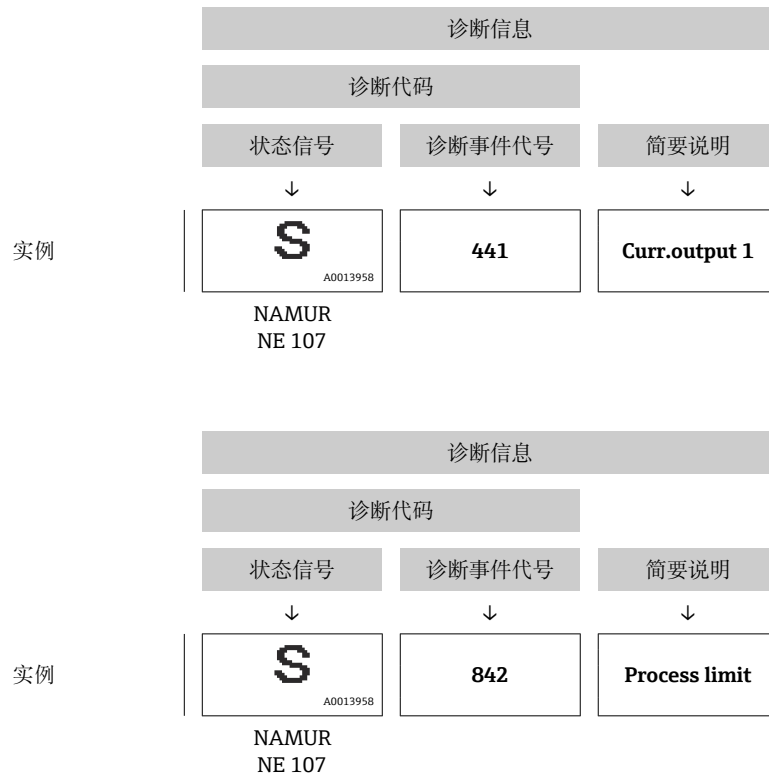 诊断信息
诊断代码
状态信号 诊断事件代号 简要说明
↓ ↓ ↓
实例 S A0013958 441 Curr.output 1
NAMUR
NE 107
诊断信息
诊断代码
状态信号 诊断事件代号 简要说明
↓ ↓ ↓
实例 S A0013958 842 Process limit
NAMUR
NE 107